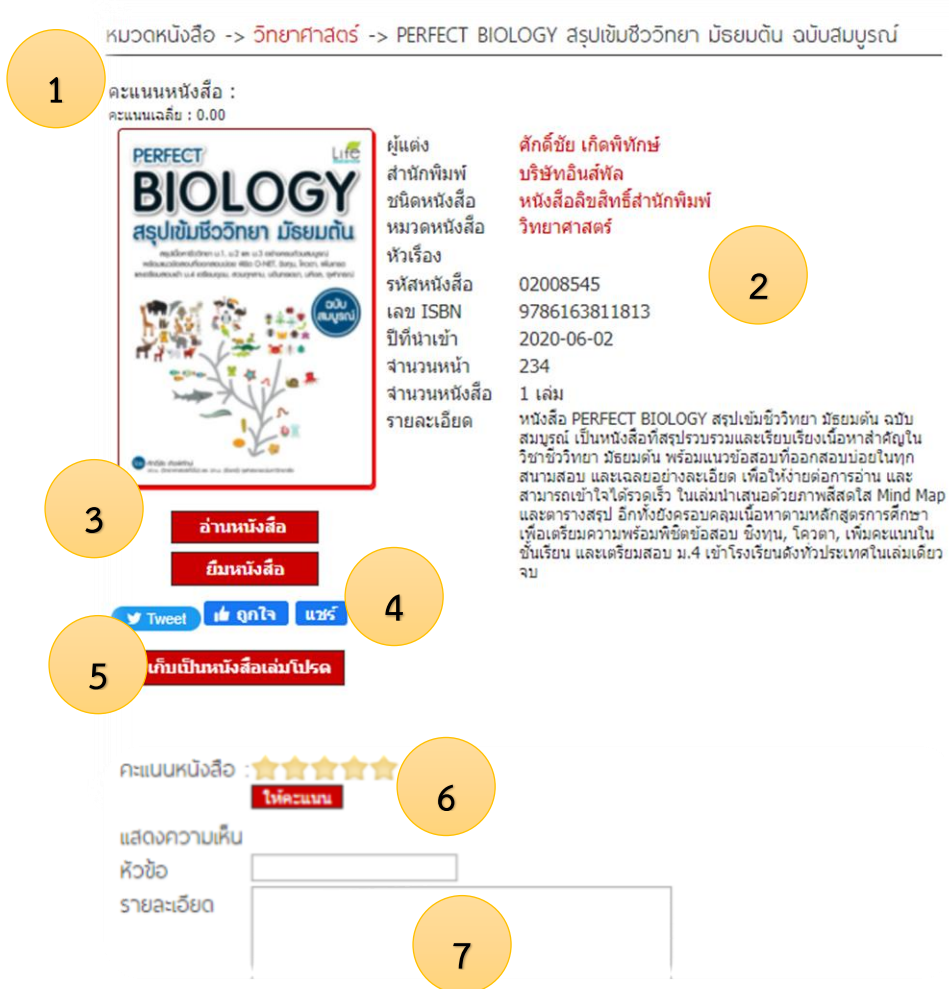 หมวดหนังสือ -> วิทยาศาสตร์ -> PERFECT BIOLOGY สรุปเข้มชีววิทยา มัธยมต้น ฉบับสมบูรณ์
1
คะแนนหนังสือ :
คะแนนเฉลี่ย : 0.00
PERFECT
Life
BIOLOGY
สรุปเข้มชีววิทยา มัธยมต้น
ฉบับ
สมบูรณ์
ผู้แต่ง ศักดิ์ชัย เกิดพิทักษ์
สำนักพิมพ์ บริษัทอินส์พัล
ชนิดหนังสือ หนังสือลิขสิทธิ์สำนักพิมพ์
หมวดหนังสือ วิทยาศาสตร์
หัวเรื่อง
2
รหัสหนังสือ 02008545
เลข ISBN 9786163811813
ปีที่นำเข้า 2020-06-02
จำนวนหน้า 234
จำนวนหนังสือ 1 เล่ม
รายละเอียด หนังสือ PERFECT BIOLOGY สรุปเข้มชีววิทยา มัธยมต้น ฉบับ
สมบูรณ์ เป็นหนังสือที่สรุปรวบรวมและเรียบเรียงเนื้อหาสำคัญใน
วิชาชีววิทยา มัธยมต้น พร้อมแนวข้อสอบที่ออกสอบบ่อยในทุก
สนามสอบ และเฉลยอย่างละเอียด เพื่อให้ง่ายต่อการอ่าน และ
สามารถเข้าใจได้รวดเร็ว ในเล่มนำเสนอด้วยภาพสีสดใส Mind Map
และตารางสรุป อีกทั้งยังครอบคลุมเนื้อหาตามหลักสูตรการศึกษา
เพื่อเตรียมความพร้อมพิชิตข้อสอบ ชิงทุน, โควตา, เพิ่มคะแนนใน
ชั้นเรียน และเตรียมสอบ ม.4 เข้าโรงเรียนดังทั่วประเทศในเล่มเดียว
จบ
3
อ่านหนังสือ
ยืมหนังสือ
4
Tweet ถูกใจ แชร์
5
เก็บเป็นหนังสือเล่มโปรด
คะแนนหนังสือ :
ให้คะแนน
6
แสดงความเห็น
หัวข้อ
รายละเอียด
7